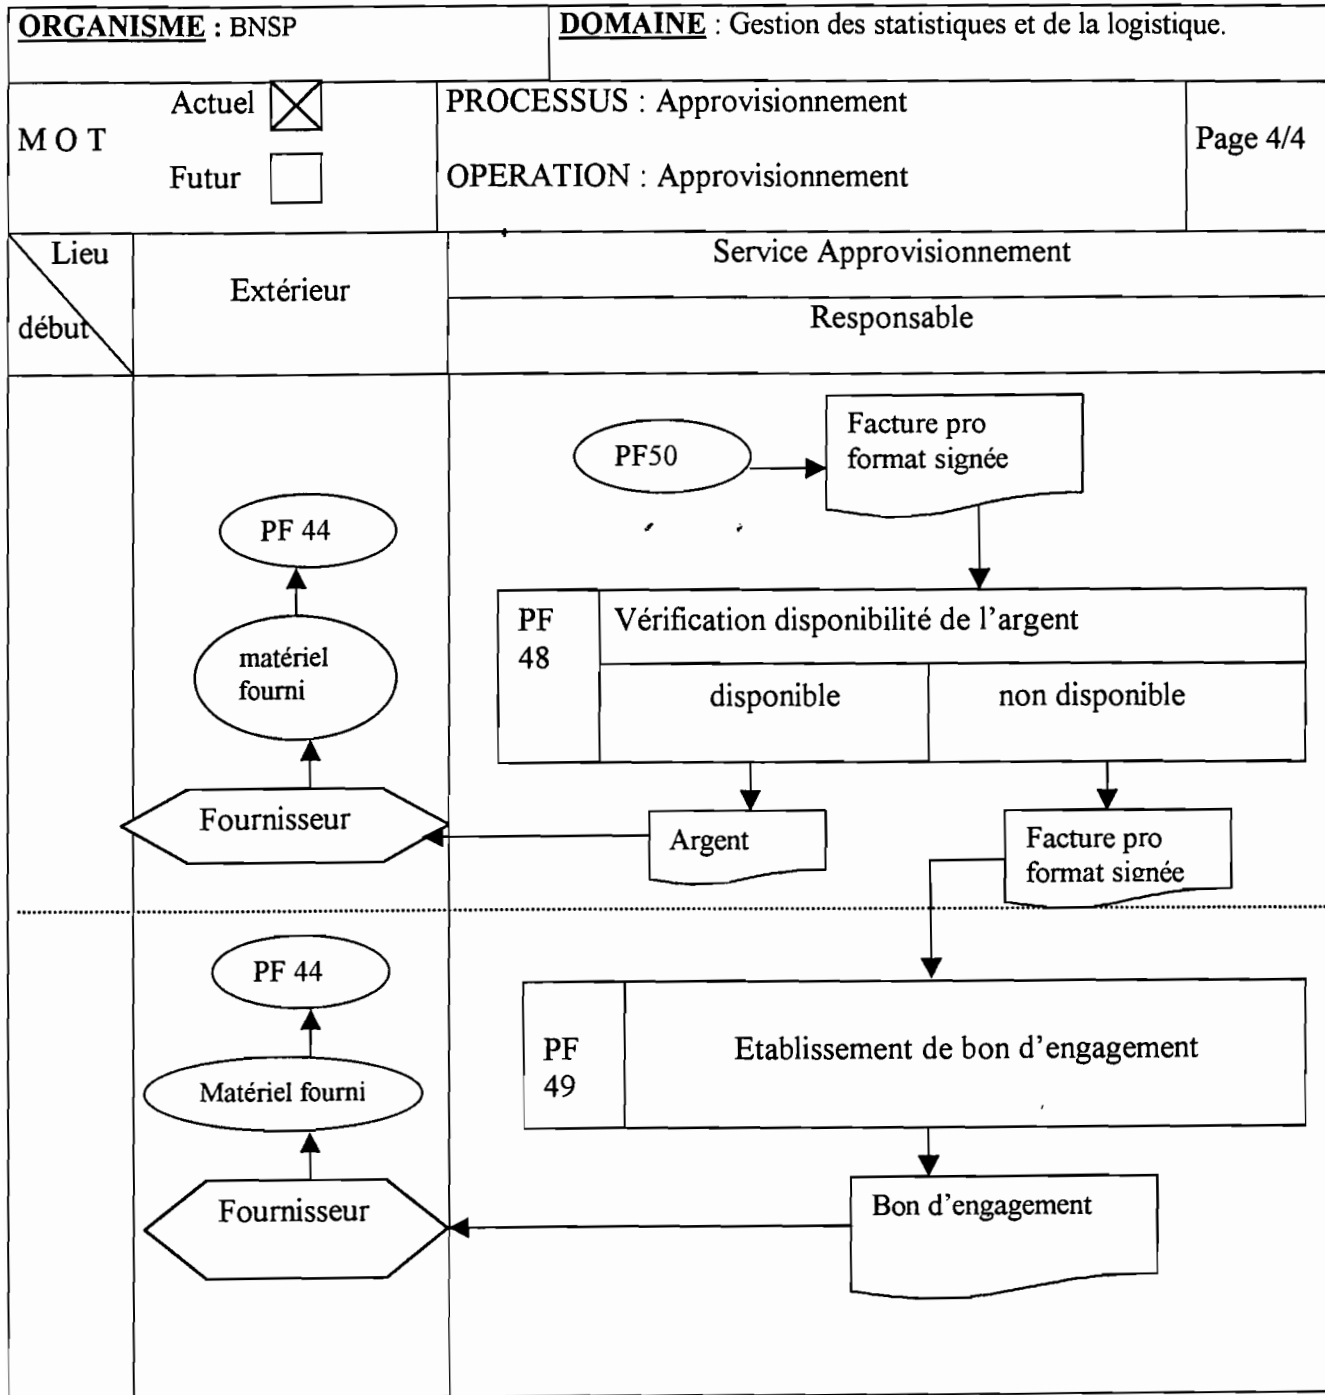 ORGANISME : BNSP
DOMAINE : Gestion des statistiques et de la logistique.
M O T
Actuel
Futur
PROCESSUS : Approvisionnement
OPERATION : Approvisionnement
Page 4/4
Lieu
début
Extérieur
Service Approvisionnement
Responsable
PF50
Facture pro
format signée
PF 44
matériel
fourni
Fournisseur
PF
48
Vérification disponibilité de l'argent
disponible
non disponible
Argent
Facture pro
format signée
PF 44
Matériel fourni
Fournisseur
PF
49
Etablissement de bon d'engagement
Bon d'engagement